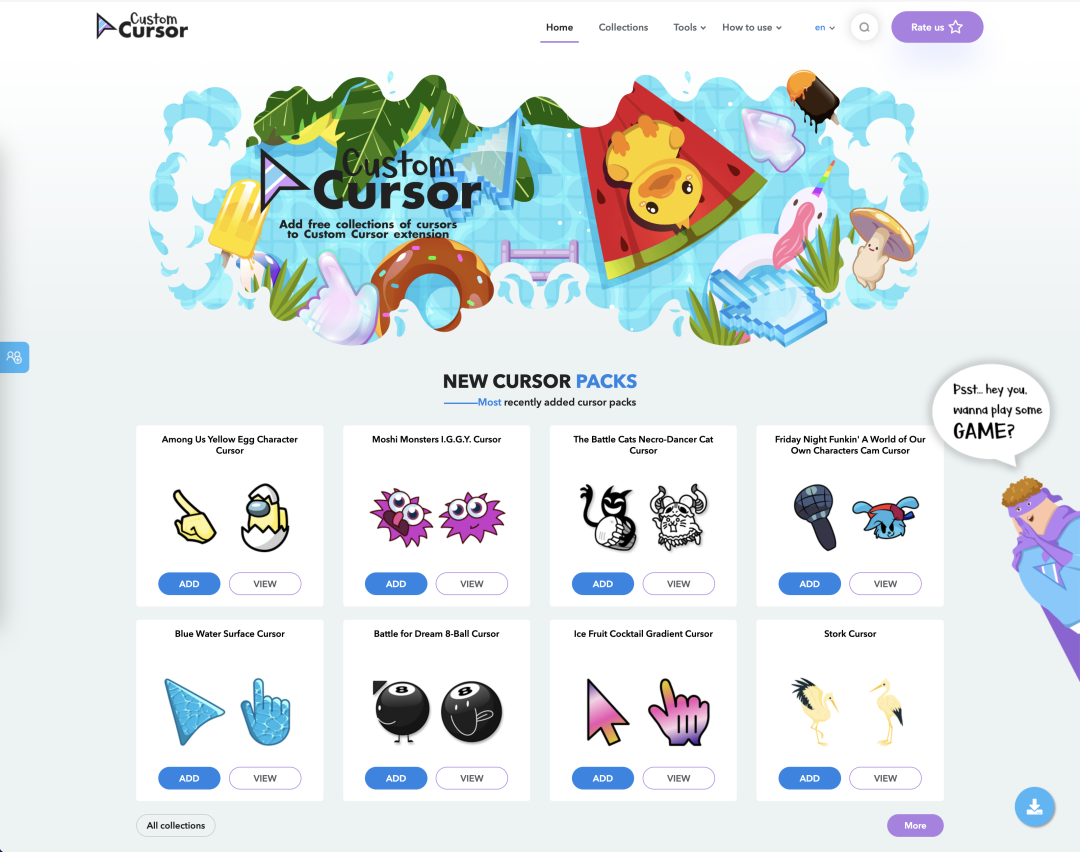 Custom
Cursor
Home
Collections
Tools
How to use
en
Rate us
Custom
Cursor
Add free collections of cursors
to Custom Cursor extension
NEW CURSOR PACKS
Most recently added cursor packs
Psst... hey you,
wanna play some
GAME?
Among Us Yellow Egg Character
Cursor
ADD
VIEW
Moshi Monsters I.G.G.Y. Cursor
ADD
VIEW
The Battle Cats Necro-Dancer Cat
Cursor
ADD
VIEW
Friday Night Funkin' A World of Our
Own Characters Cam Cursor
ADD
VIEW
Blue Water Surface Cursor
ADD
VIEW
Battle for Dream 8-Ball Cursor
8
8
ADD
VIEW
Ice Fruit Cocktail Gradient Cursor
ADD
VIEW
Stork Cursor
ADD
VIEW
All collections
More